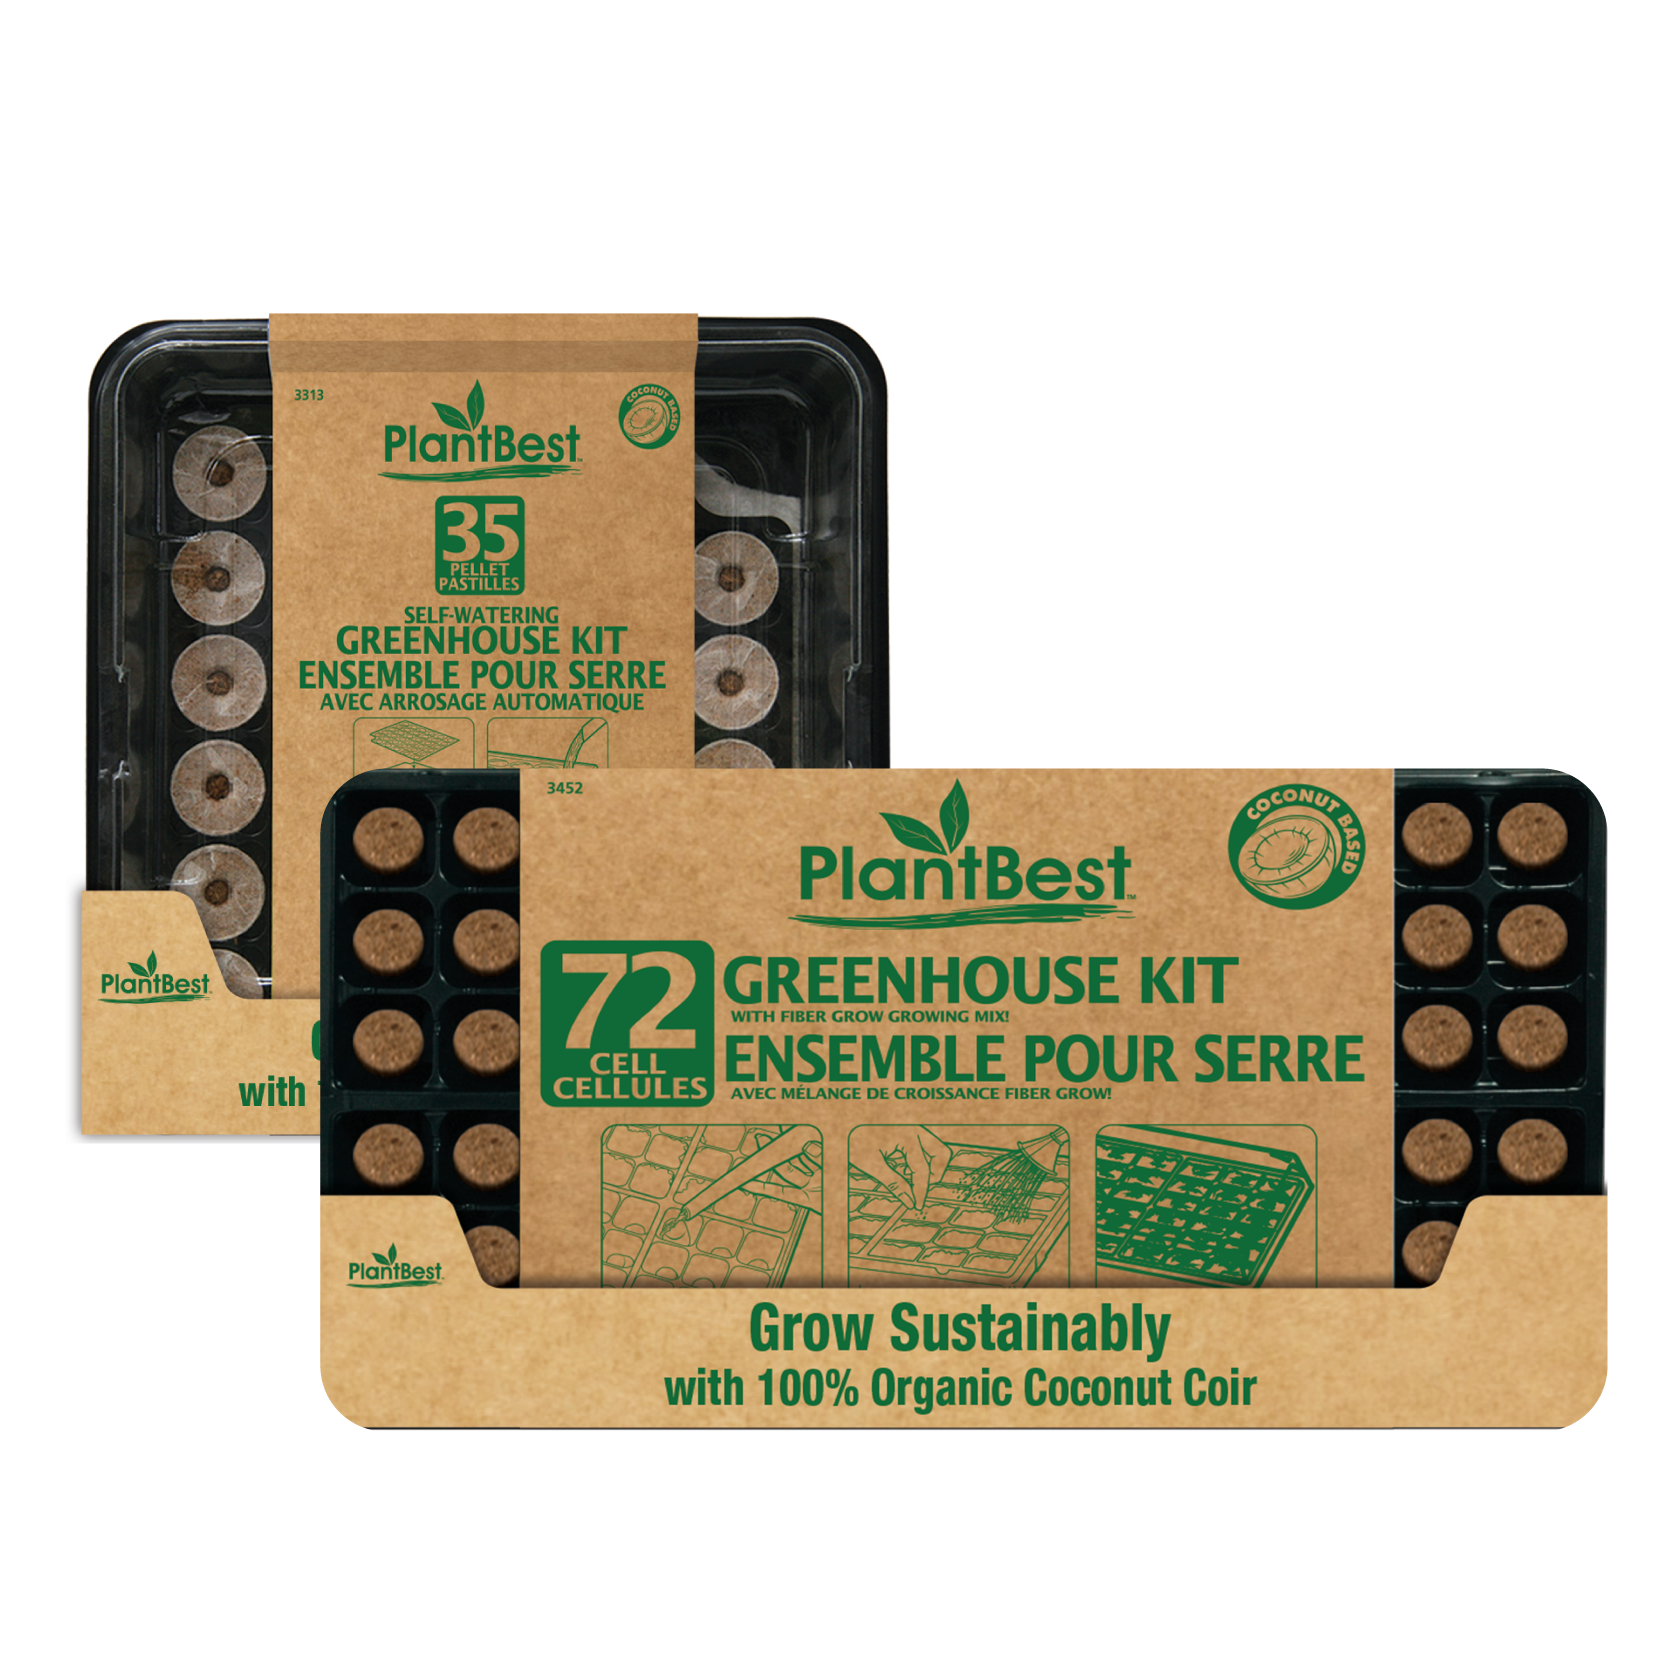 3313
PlantBest
COCONUT BASED
35
PELLET
PASTILLES
SELF-WATERING
GREENHOUSE KIT
ENSEMBLE POUR SERRE
AVEC ARROSAGE AUTOMATIQUE
PlantBest
with
3452
PlantBest™
COCONUT BASED
72
CELL
CELLULES
GREENHOUSE KIT
WITH FIBER GROW GROWING MIX!
ENSEMBLE POUR SERRE
AVEC MÉLANGE DE CROISSANCE FIBER GROW!
PlantBest
Grow Sustainably
with 100% Organic Coconut Coir